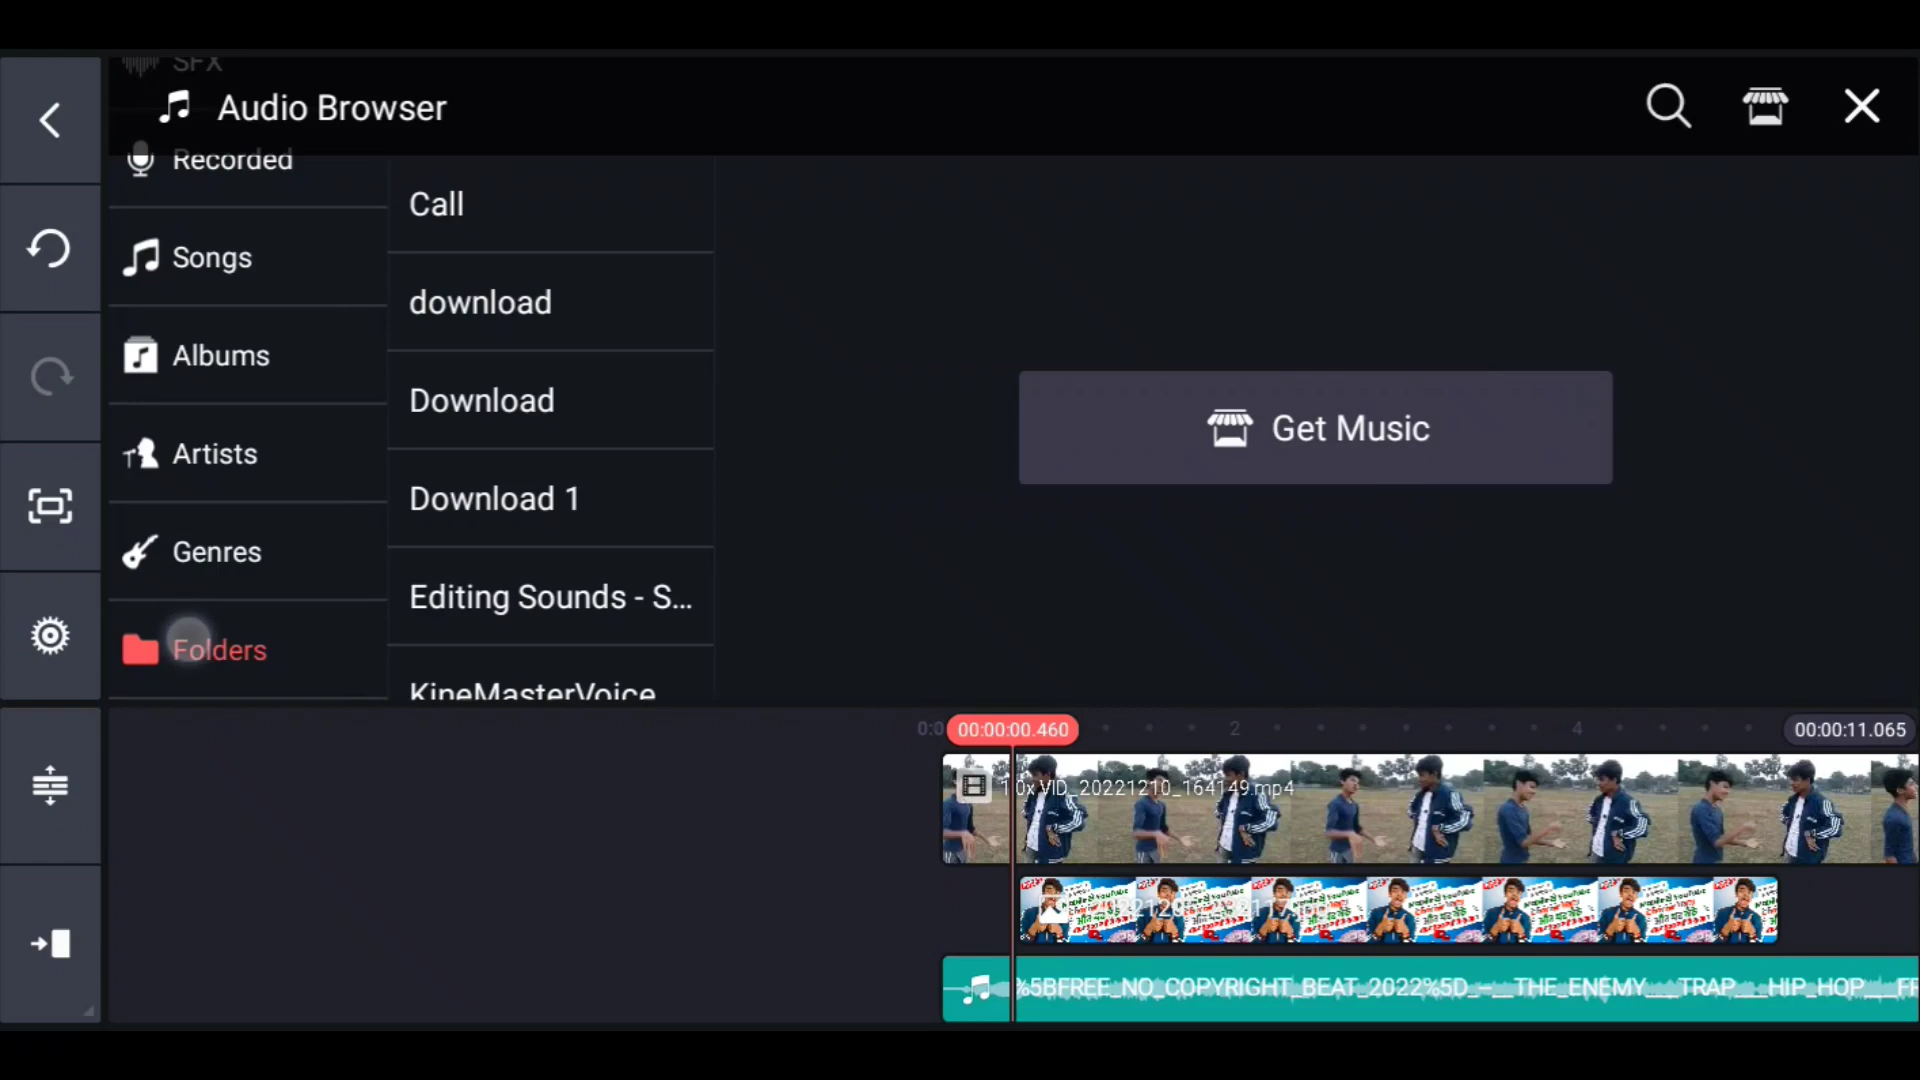 SFX
Audio Browser
Recorded
Songs
Albums
Artists
Genres
Folders
Call
download
Download
Download 1
Editing Sounds - S...
KineMasterVoice
Get Music
00:00:00.460
2
4
00:00:11.065
1.0x VID_20221210_164149.mp4
%5BFREE_NO_COPYRIGHT_BEAT_2022%5D_–__THE_ENEMY___TRAP___HIP_HOP___FR